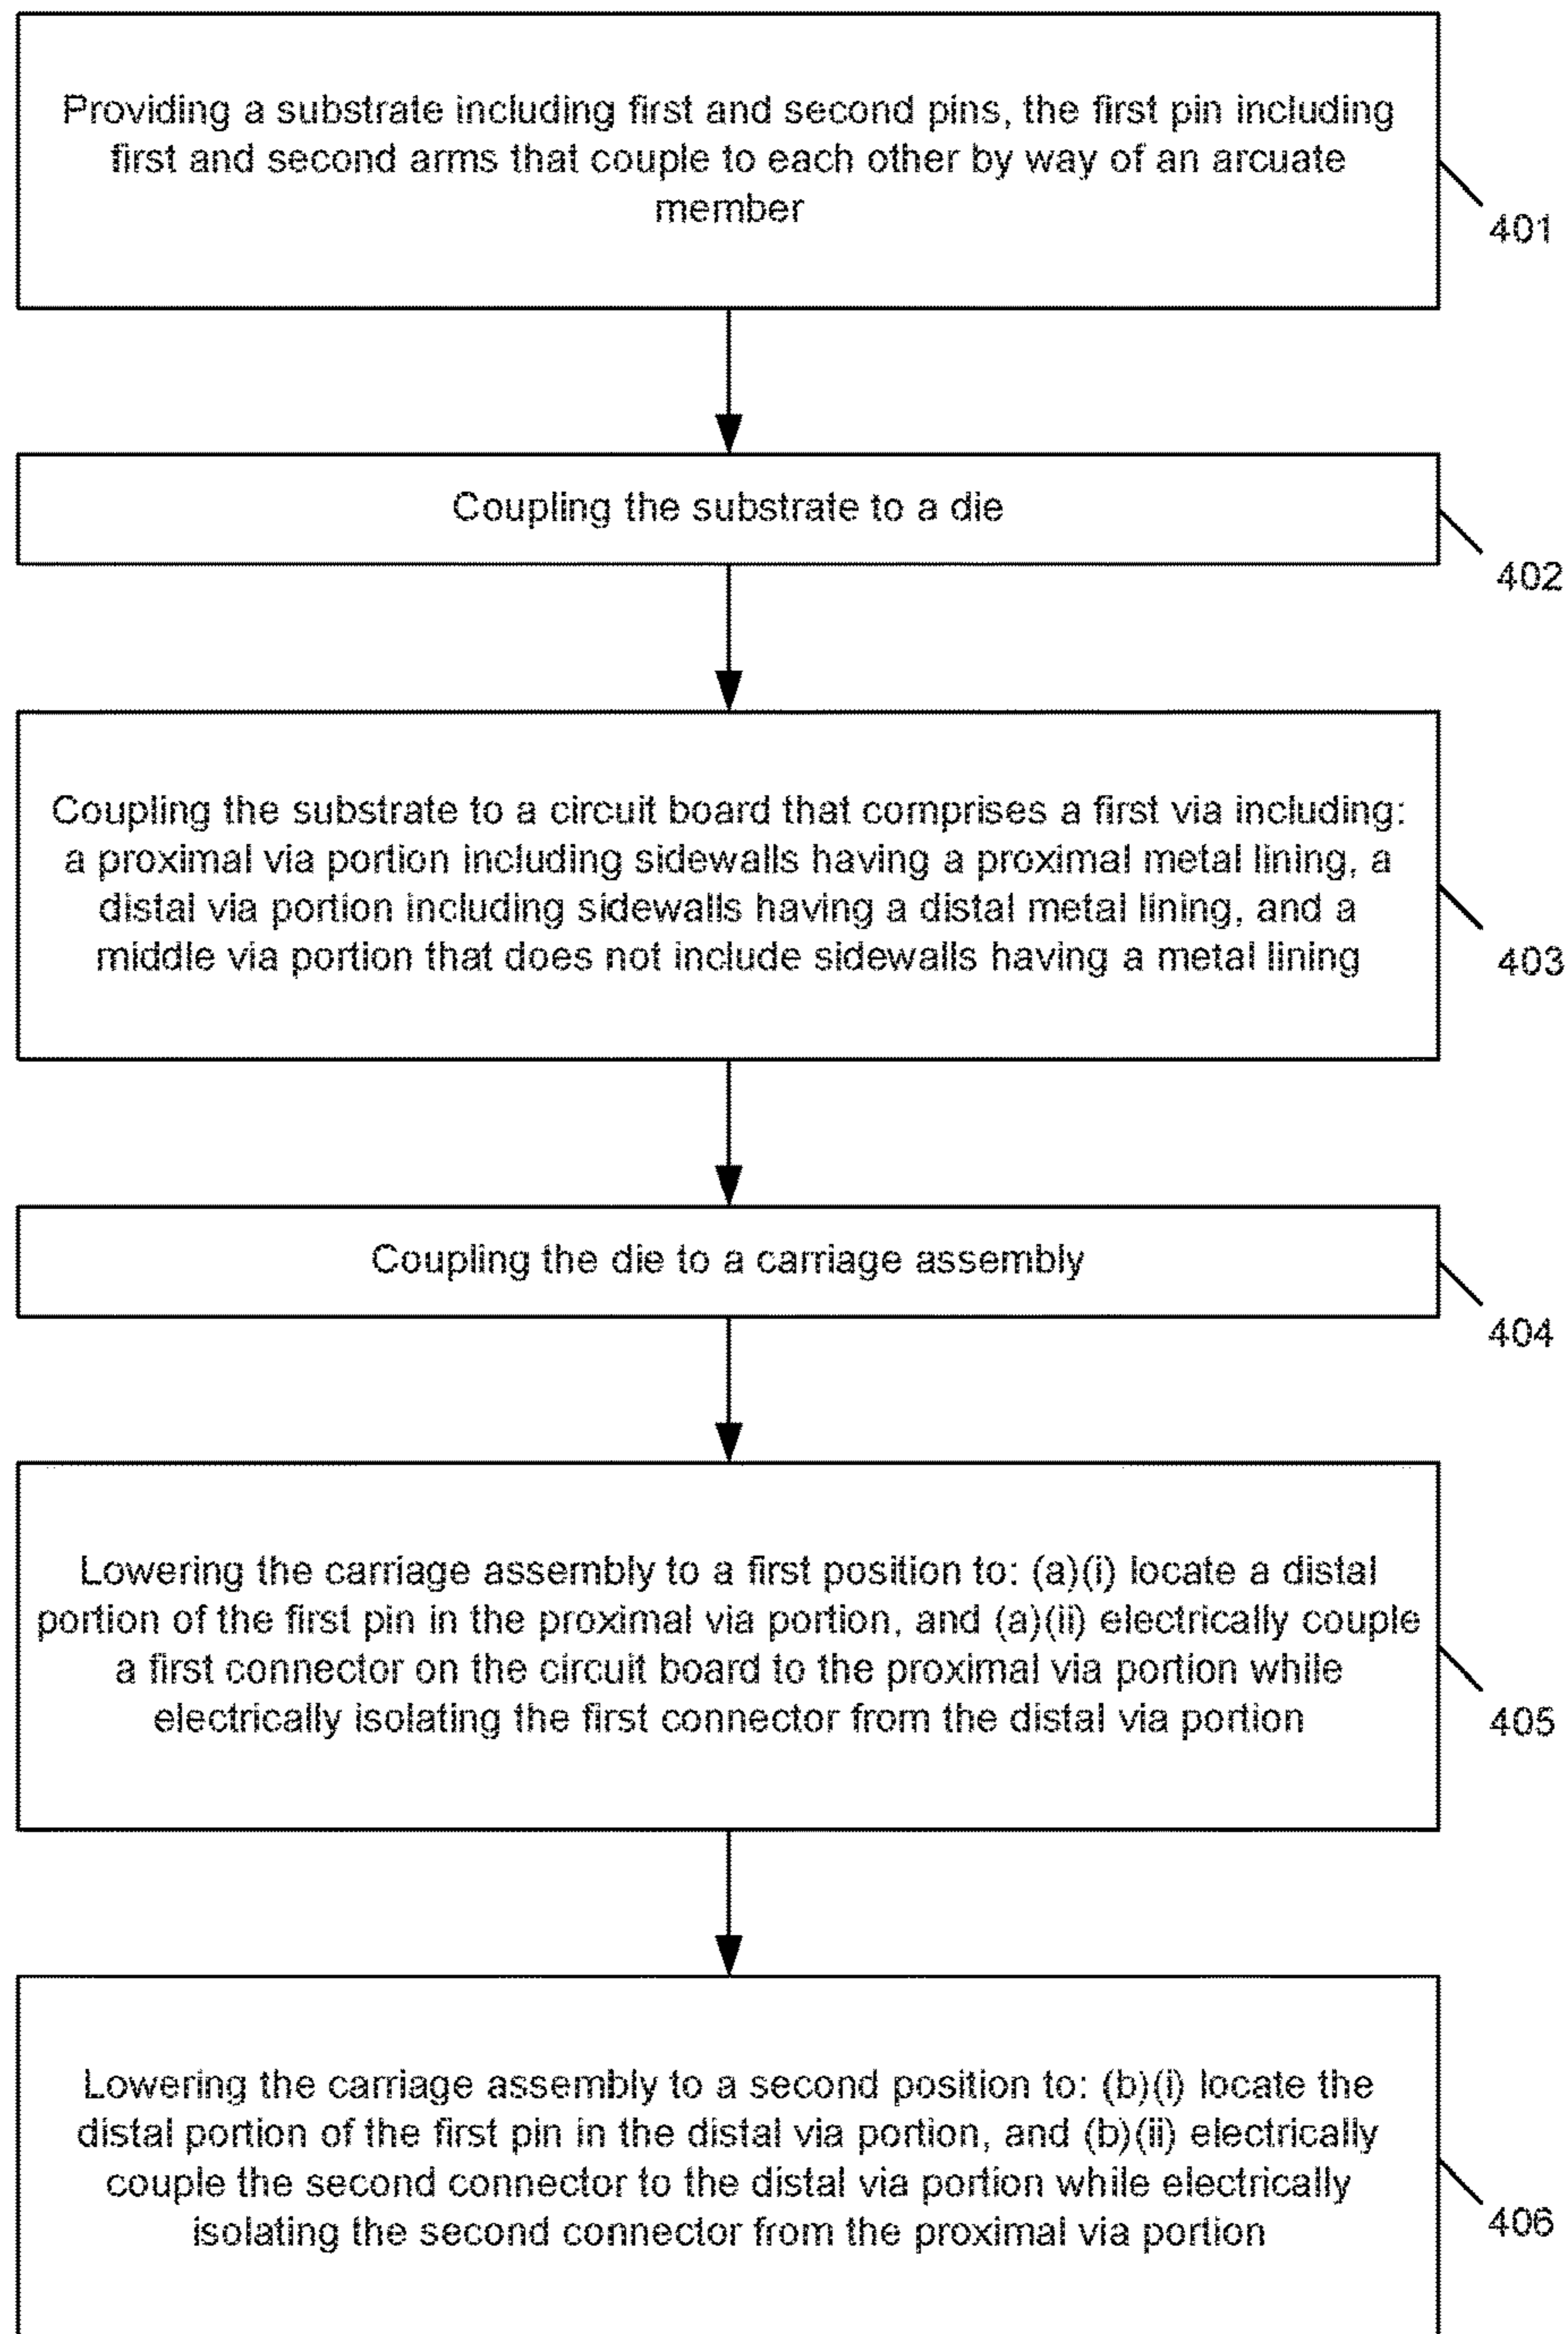 Providing a substrate including first and second pins, the first pin including
first and second arms that couple to each other by way of an arcuate
member
401
Coupling the substrate to a die
402
Coupling the substrate to a circuit board that comprises a first via including:
a proximal via portion including sidewalls having a proximal metal lining, a
distal via portion including sidewalls having a distal metal lining, and a
middle via portion that does not include sidewalls having a metal lining
403
Coupling the die to a carriage assembly
404
Lowering the carriage assembly to a first position to: (a)(i) locate a distal
portion of the first pin in the proximal via portion, and (a)(ii) electrically couple
a first connector on the circuit board to the proximal via portion while
electrically isolating the first connector from the distal via portion
405
Lowering the carriage assembly to a second position to: (b)(i) locate the
distal portion of the first pin in the distal via portion, and (b)(ii) electrically
couple the second connector to the distal via portion while electrically
isolating the second connector from the proximal via portion
406